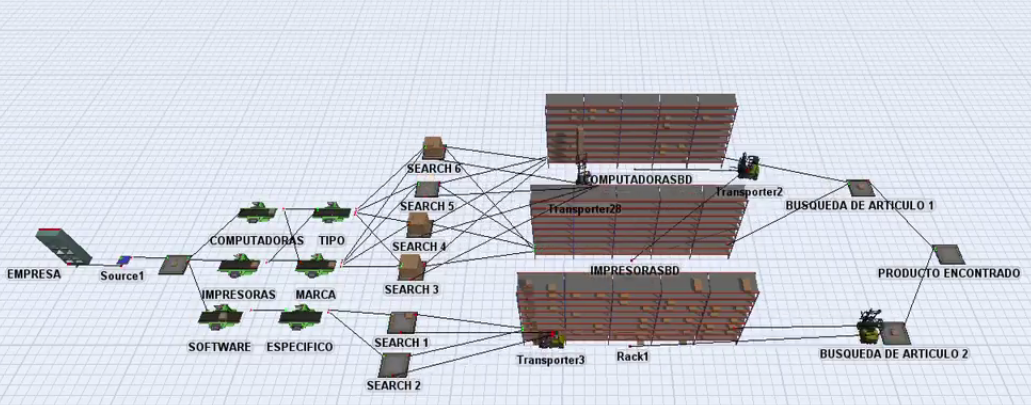 SEARCH 6
COMPUTADORASBD
Transporter2
SEARCH 5
BUSQUEDA DE ARTICULO 1
Transporter28
COMPUTADORAS
TIPO
SEARCH 4
EMPRESA
Source1
IMPRESORASBD
PRODUCTO ENCONTRADO
IMPRESORAS
MARCA
SEARCH 3
SOFTWARE
ESPECIFICO
SEARCH 1
Transporter3
Rack1
BUSQUEDA DE ARTICULO 2
SEARCH 2